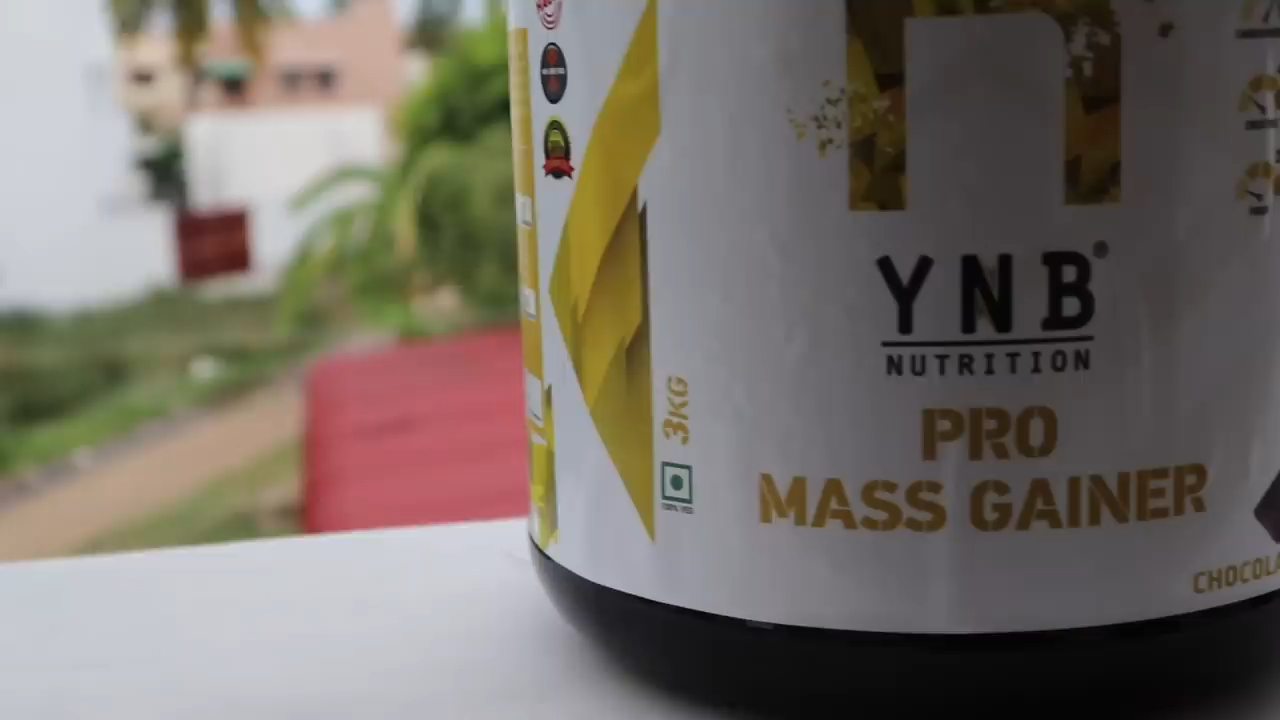 YNB
NUTRITION
PRO
MASS GAINER
3KG